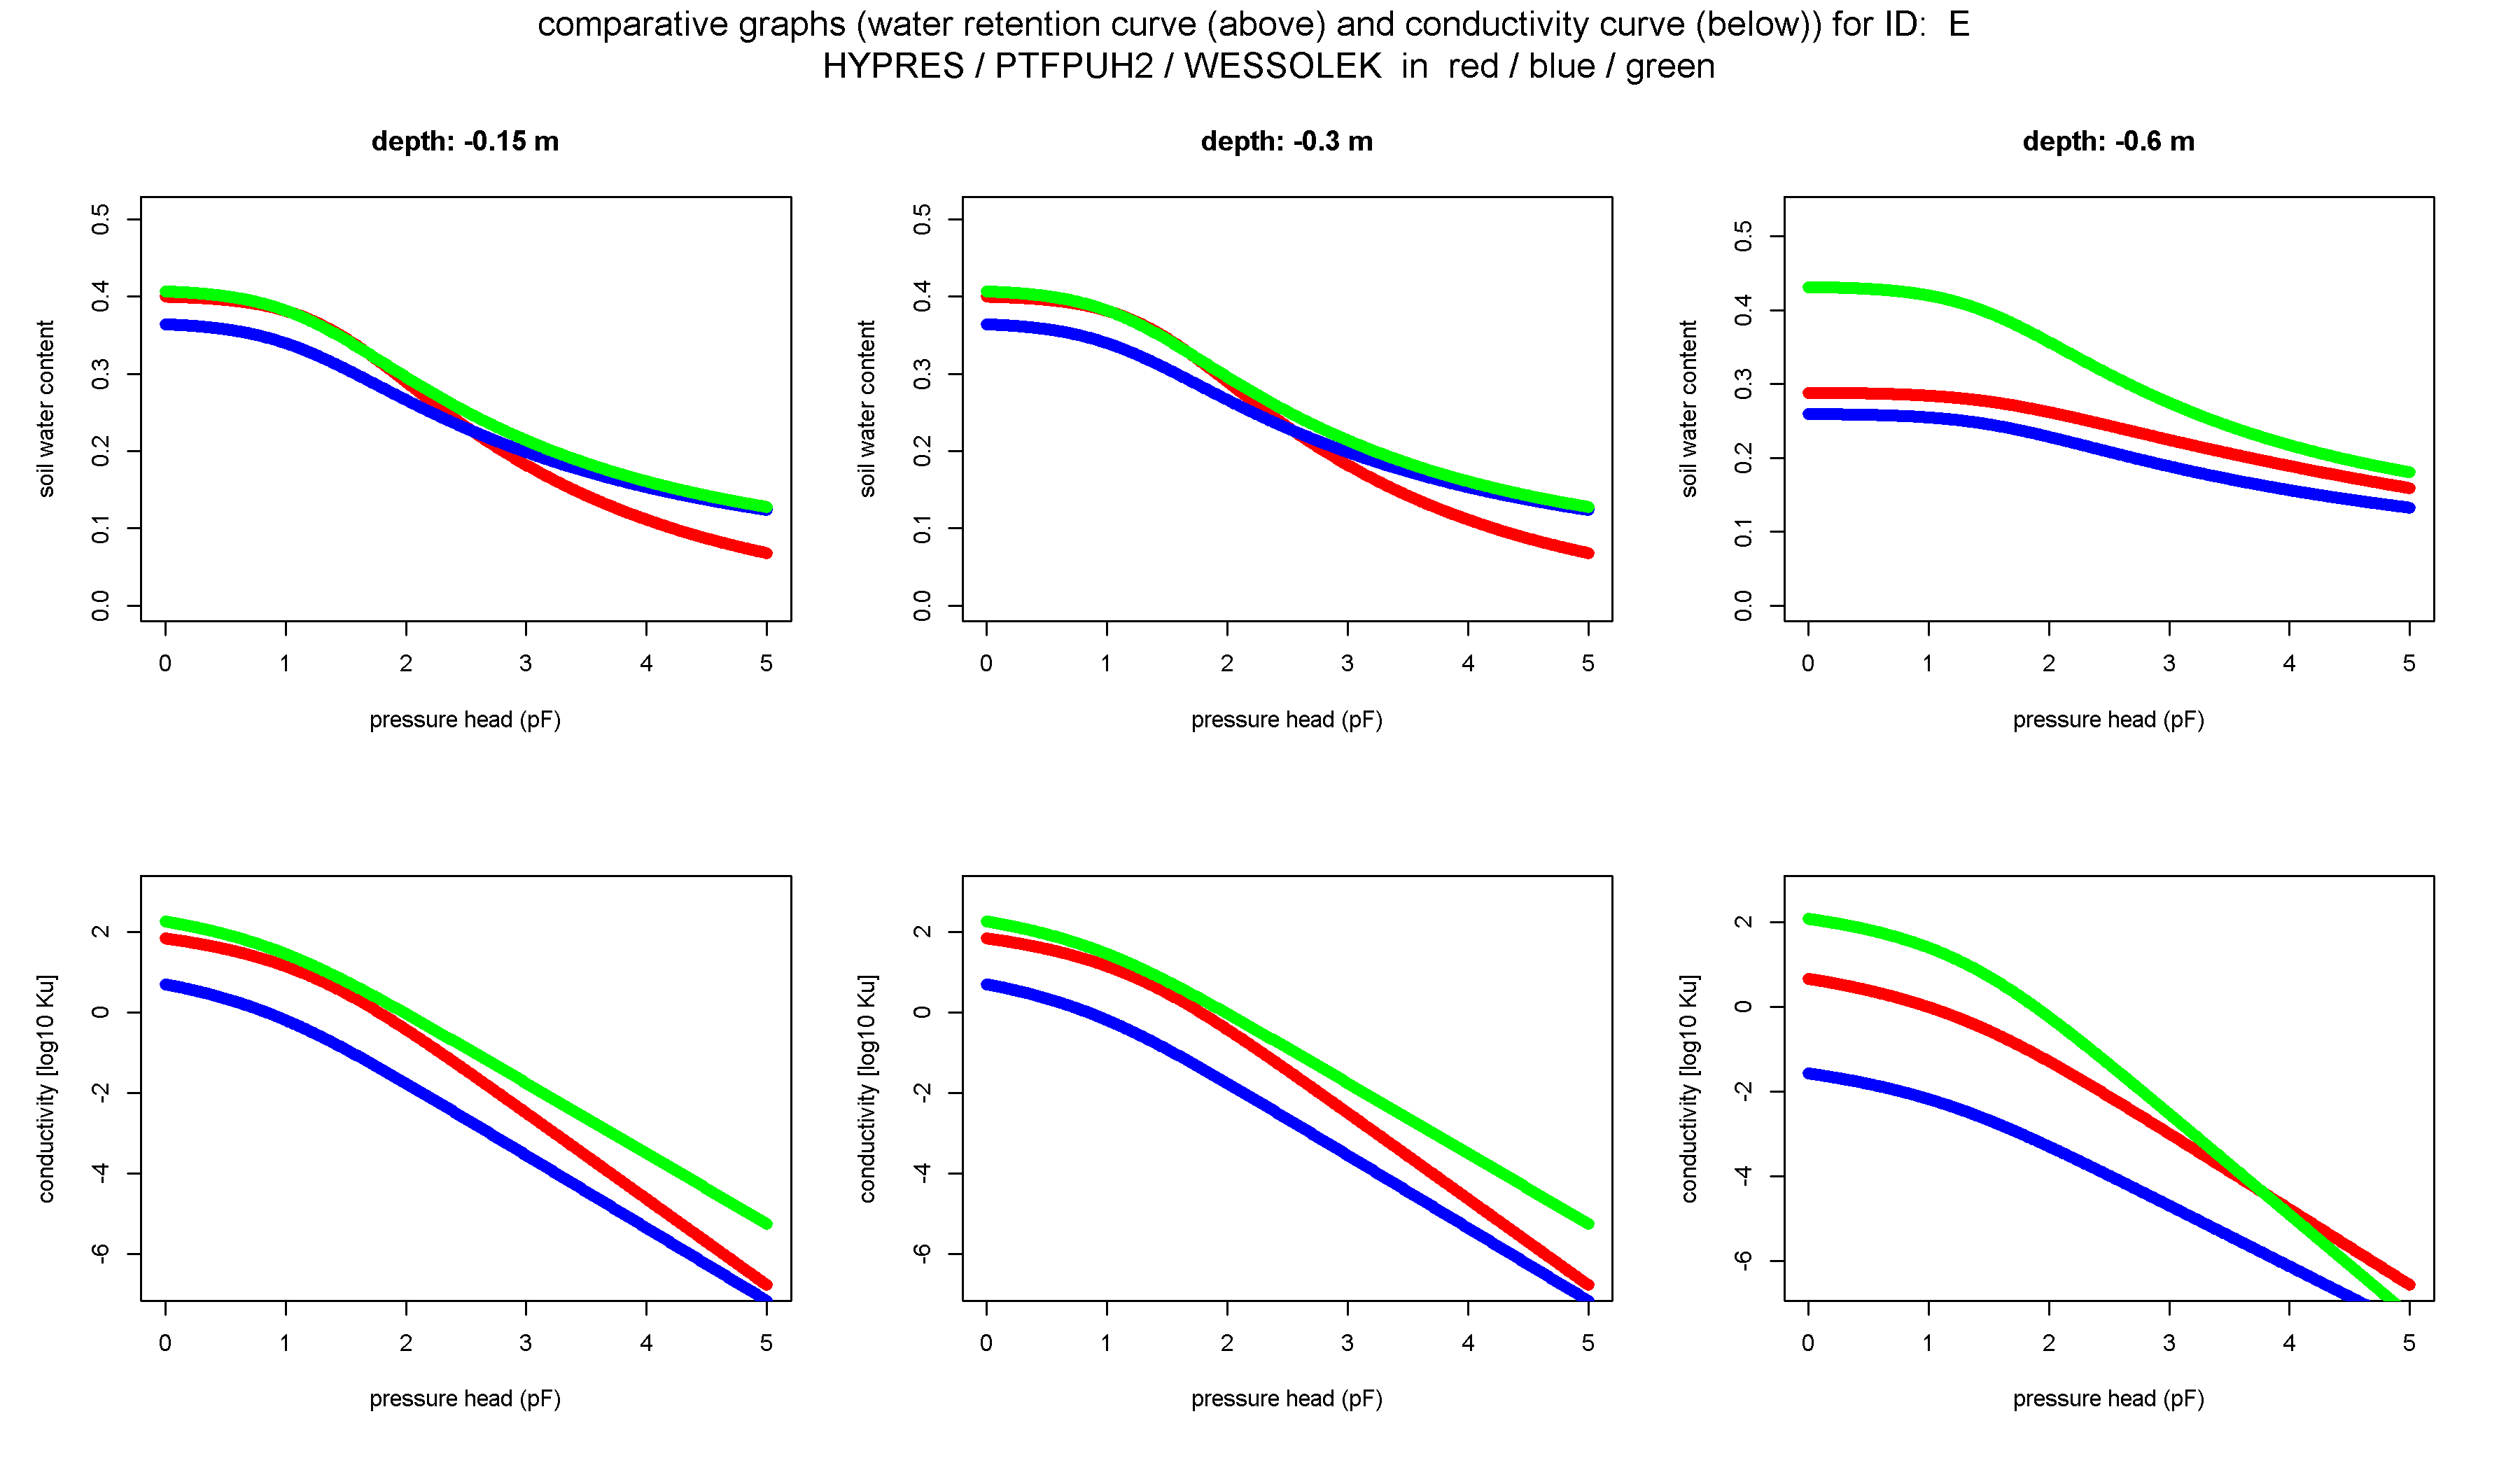 comparative graphs (water retention curve (above) and conductivity curve (below)) for ID: E
HYPRES / PTFPUH2 / WESSOLEK in red / blue / green
depth: -0.15 m
soil water content
0.5
0.4
0.3
0.2
0.1
0.0
0 1 2 3 4 5
pressure head (pF)
depth: -0.3 m
soil water content
0.5
0.4
0.3
0.2
0.1
0.0
0 1 2 3 4 5
pressure head (pF)
depth: -0.6 m
soil water content
0.5
0.4
0.3
0.2
0.1
0.0
0 1 2 3 4 5
pressure head (pF)
conductivity [log10 Ku]
2
0
-2
-4
-6
0 1 2 3 4 5
pressure head (pF)
conductivity [log10 Ku]
2
0
-2
-4
-6
0 1 2 3 4 5
pressure head (pF)
conductivity [log10 Ku]
2
0
-2
-4
-6
0 1 2 3 4 5
pressure head (pF)